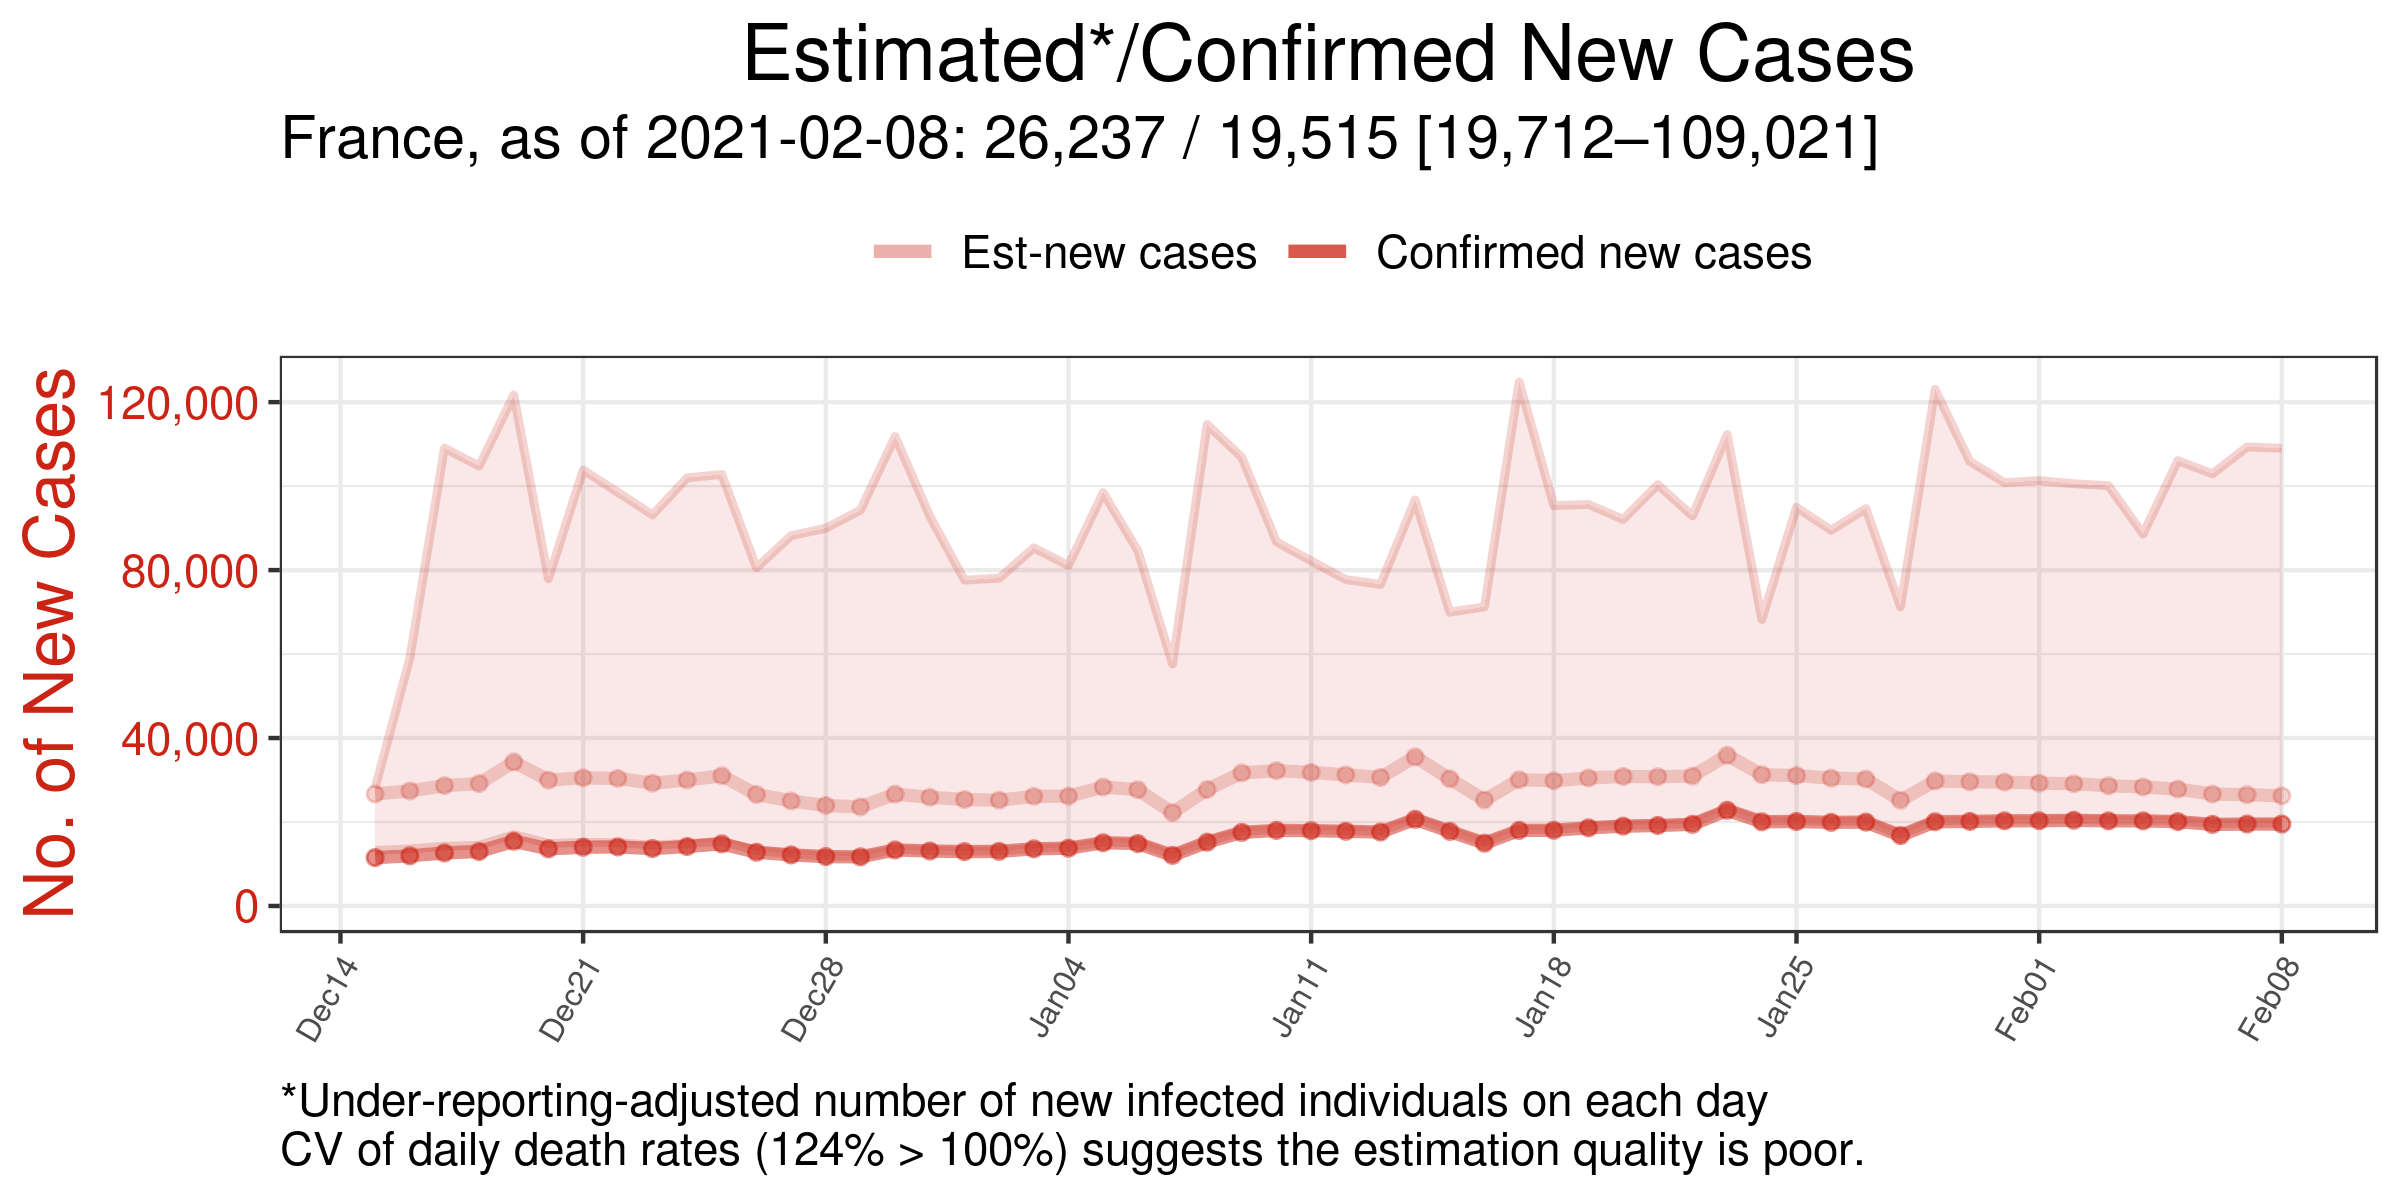 Estimated*/Confirmed New Cases
France, as of 2021-02-08: 26,237 / 19,515 [19,712–109,021]
Est-new cases Confirmed new cases
No. of New Cases
120,000
80,000
40,000
0
Dec14 Dec21 Dec28 Jan04 Jan11 Jan18 Jan25 Feb01 Feb08
*Under-reporting-adjusted number of new infected individuals on each day
CV of daily death rates (124% > 100%) suggests the estimation quality is poor.